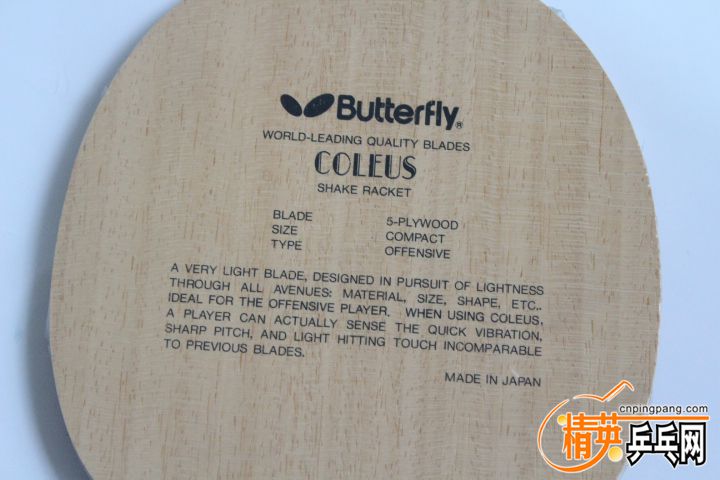 Butterfly®
WORLD-LEADING QUALITY BLADES
COLEUS
SHAKE RACKET
BLADE 5-PLYWOOD
SIZE COMPACT
TYPE OFFENSIVE
A VERY LIGHT BLADE, DESIGNED IN PURSUIT OF LIGHTNESS
THROUGH ALL AVENUES: MATERIAL, SIZE, SHAPE, ETC..
IDEAL FOR THE OFFENSIVE PLAYER. WHEN USING COLEUS,
A PLAYER CAN ACTUALLY SENSE THE QUICK VIBRATION,
SHARP PITCH, AND LIGHT HITTING TOUCH INCOMPARABLE
TO PREVIOUS BLADES.
MADE IN JAPAN
cnpingpang.com
精英乒乓网